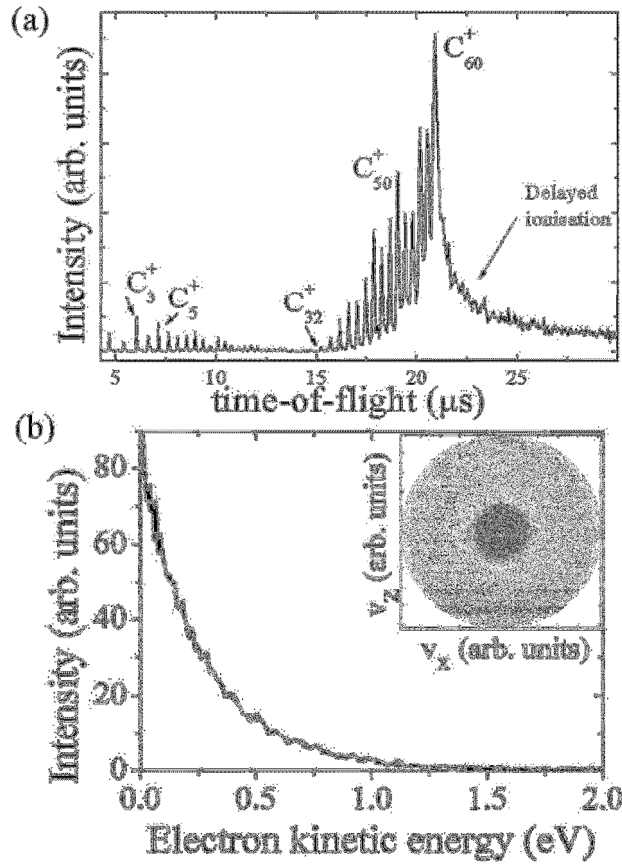 (a)
Intensity (arb. units)
C₃⁺
C₅⁺
C₃₂⁺
C₅₀⁺
C₆₀⁺
Delayed
ionisation
5 10 15 20 25
time-of-flight (μs)
(b)
Intensity (arb. units)
80
60
40
20
0
v_z (arb. units)
v_x (arb. units)
0.0 0.5 1.0 1.5 2.0
Electron kinetic energy (eV)